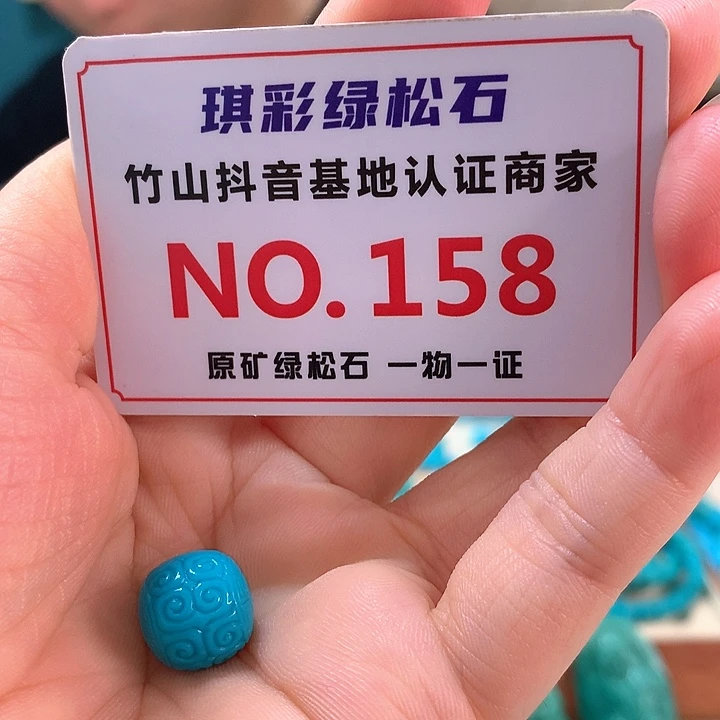 琪彩绿松石
竹山抖音基地认证商家
NO.158
原矿绿松石 一物一证